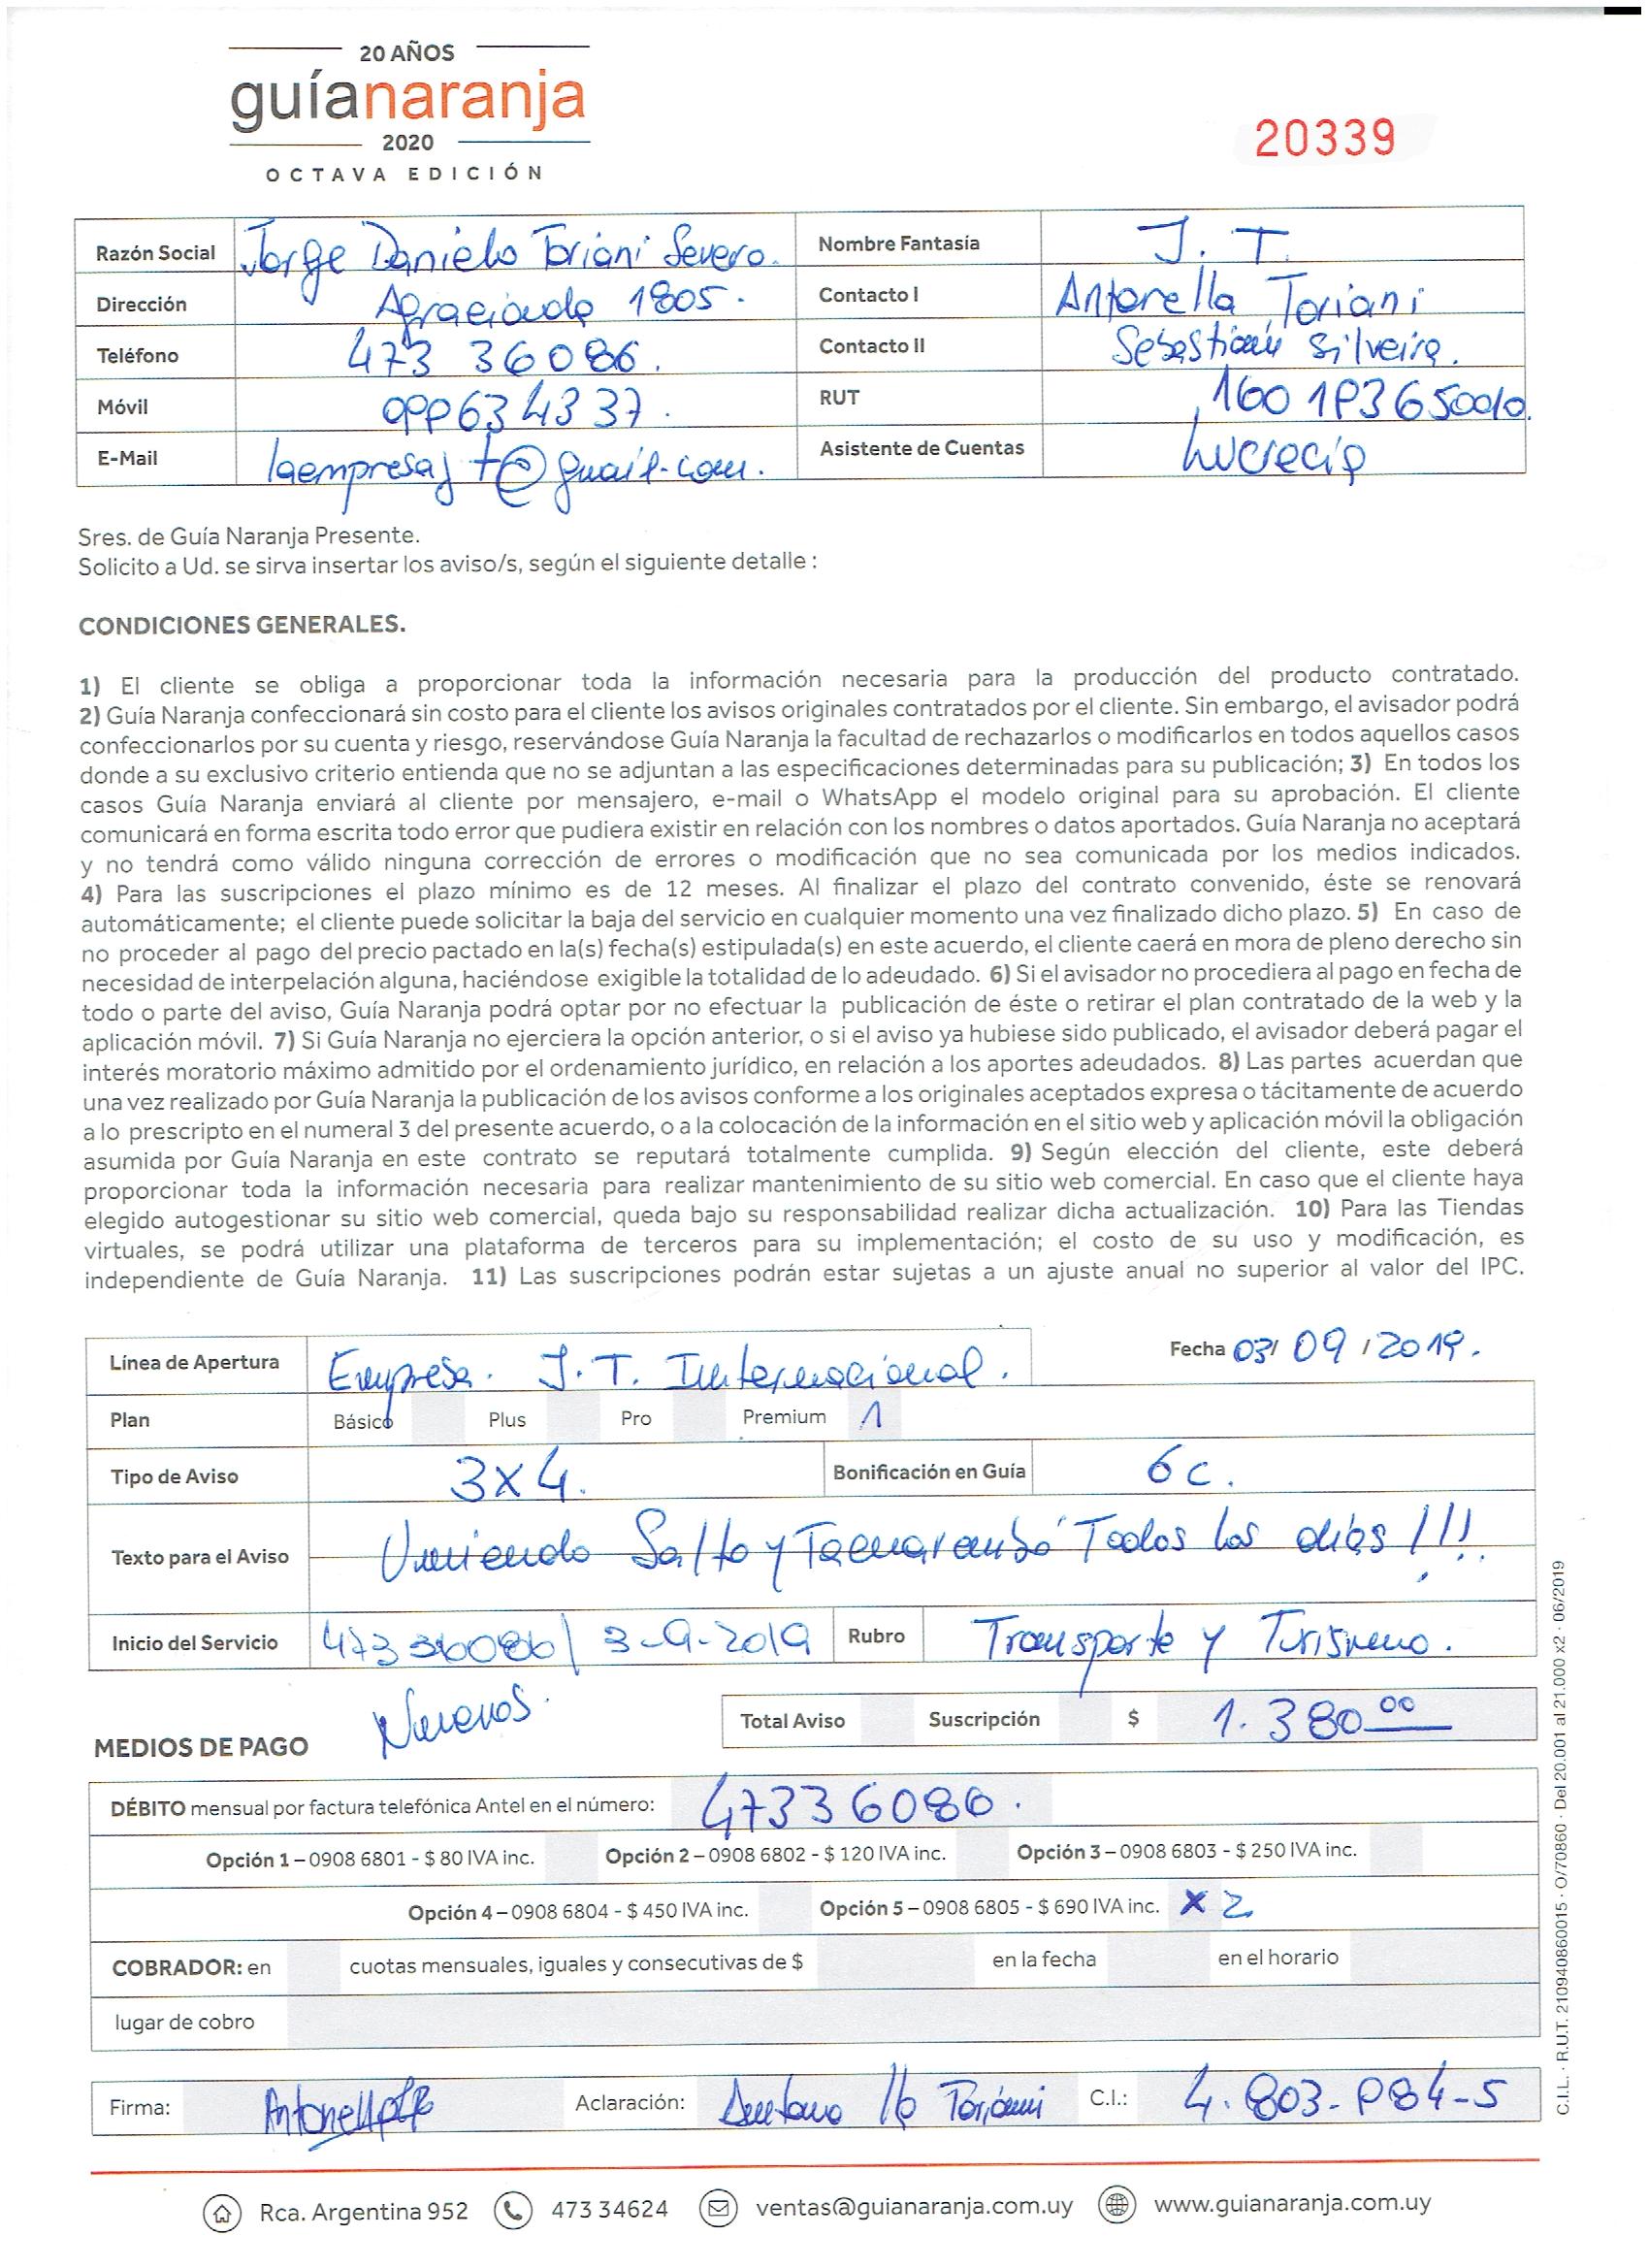 20 AÑOS
guíanaranja
2020
OCTAVA EDICIÓN
20339
Razón Social Jorge Danielo Toriani Severo. Nombre Fantasía J. T.
Dirección Agraciada 1805. Contacto I Antonella Toriani
Teléfono 473 36086. Contacto II Sebastián Silveira.
Móvil 099634337. RUT 160193650010.
E-Mail laempresajt@gmail.com. Asistente de Cuentas Lucrecia
Sres. de Guía Naranja Presente.
Solicito a Ud. se sirva insertar los aviso/s, según el siguiente detalle :
CONDICIONES GENERALES.
1) El cliente se obliga a proporcionar toda la información necesaria para la producción del producto contratado.
2) Guía Naranja confeccionará sin costo para el cliente los avisos originales contratados por el cliente. Sin embargo, el avisador podrá
confeccionarlos por su cuenta y riesgo, reservándose Guía Naranja la facultad de rechazarlos o modificarlos en todos aquellos casos
donde a su exclusivo criterio entienda que no se adjuntan a las especificaciones determinadas para su publicación; 3) En todos los
casos Guía Naranja enviará al cliente por mensajero, e-mail o WhatsApp el modelo original para su aprobación. El cliente
comunicará en forma escrita todo error que pudiera existir en relación con los nombres o datos aportados. Guía Naranja no aceptará
y no tendrá como válido ninguna corrección de errores o modificación que no sea comunicada por los medios indicados.
4) Para las suscripciones el plazo mínimo es de 12 meses. Al finalizar el plazo del contrato convenido, éste se renovará
automáticamente; el cliente puede solicitar la baja del servicio en cualquier momento una vez finalizado dicho plazo. 5) En caso de
no proceder al pago del precio pactado en la(s) fecha(s) estipulada(s) en este acuerdo, el cliente caerá en mora de pleno derecho sin
necesidad de interpelación alguna, haciéndose exigible la totalidad de lo adeudado. 6) Si el avisador no procediera al pago en fecha de
todo o parte del aviso, Guía Naranja podrá optar por no efectuar la publicación de éste o retirar el plan contratado de la web y la
aplicación móvil. 7) Si Guía Naranja no ejerciera la opción anterior, o si el aviso ya hubiese sido publicado, el avisador deberá pagar el
interés moratorio máximo admitido por el ordenamiento jurídico, en relación a los aportes adeudados. 8) Las partes acuerdan que
una vez realizado por Guía Naranja la publicación de los avisos conforme a los originales aceptados expresa o tácitamente de acuerdo
a lo prescripto en el numeral 3 del presente acuerdo, o a la colocación de la información en el sitio web y aplicación móvil la obligación
asumida por Guía Naranja en este contrato se reputará totalmente cumplida. 9) Según elección del cliente, este deberá
proporcionar toda la información necesaria para realizar mantenimiento de su sitio web comercial. En caso que el cliente haya
elegido autogestionar su sitio web comercial, queda bajo su responsabilidad realizar dicha actualización. 10) Para las Tiendas
virtuales, se podrá utilizar una plataforma de terceros para su implementación; el costo de su uso y modificación, es
independiente de Guía Naranja. 11) Las suscripciones podrán estar sujetas a un ajuste anual no superior al valor del IPC.
Línea de Apertura Empresa. J.T. Internacional. Fecha 03/09/2019.
Plan Básico Plus Pro Premium 1
Tipo de Aviso 3x4. Bonificación en Guía 6c.
Texto para el Aviso Uniendo Salto y Tacuarembó Todos los días!!!
Inicio del Servicio 47336086 / 3-9-2019 Rubro Transporte y Turismo.
Nuevos.
Total Aviso Suscripción $ 1.380.00
MEDIOS DE PAGO
DÉBITO mensual por factura telefónica Antel en el número: 47336086.
Opción 1 – 0908 6801 - $ 80 IVA inc. Opción 2 – 0908 6802 - $ 120 IVA inc. Opción 3 – 0908 6803 - $ 250 IVA inc.
Opción 4 – 0908 6804 - $ 450 IVA inc. Opción 5 – 0908 6805 - $ 690 IVA inc. x 2
COBRADOR: en cuotas mensuales, iguales y consecutivas de $ en la fecha en el horario
lugar de cobro
Firma: Antonella Aclaración: Antonella Toriani C.I.: 4.803.984-5
Rca. Argentina 952 473 34624 ventas@guianaranja.com.uy www.guianaranja.com.uy
C.I.L. · R.U.T. 210940860015 · O/70860 · Del 20.001 al 21.000 x2 · 06/2019